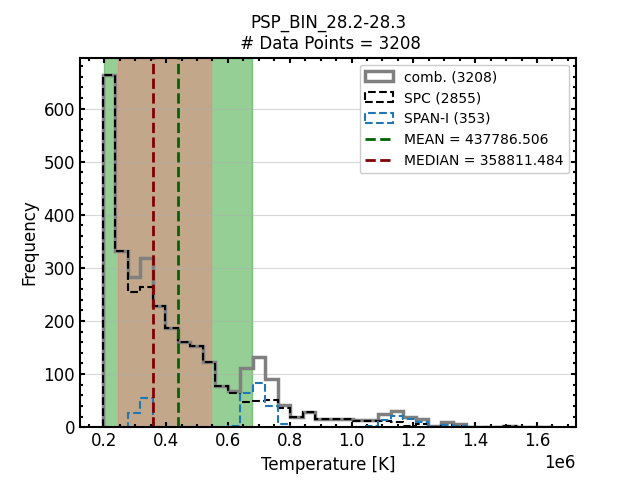 PSP_BIN_28.2-28.3
# Data Points = 3208
comb. (3208)
SPC (2855)
SPAN-I (353)
MEAN = 437786.506
MEDIAN = 358811.484
Frequency
600
500
400
300
200
100
0
0.2 0.4 0.6 0.8 1.0 1.2 1.4 1.6
1e6
Temperature [K]